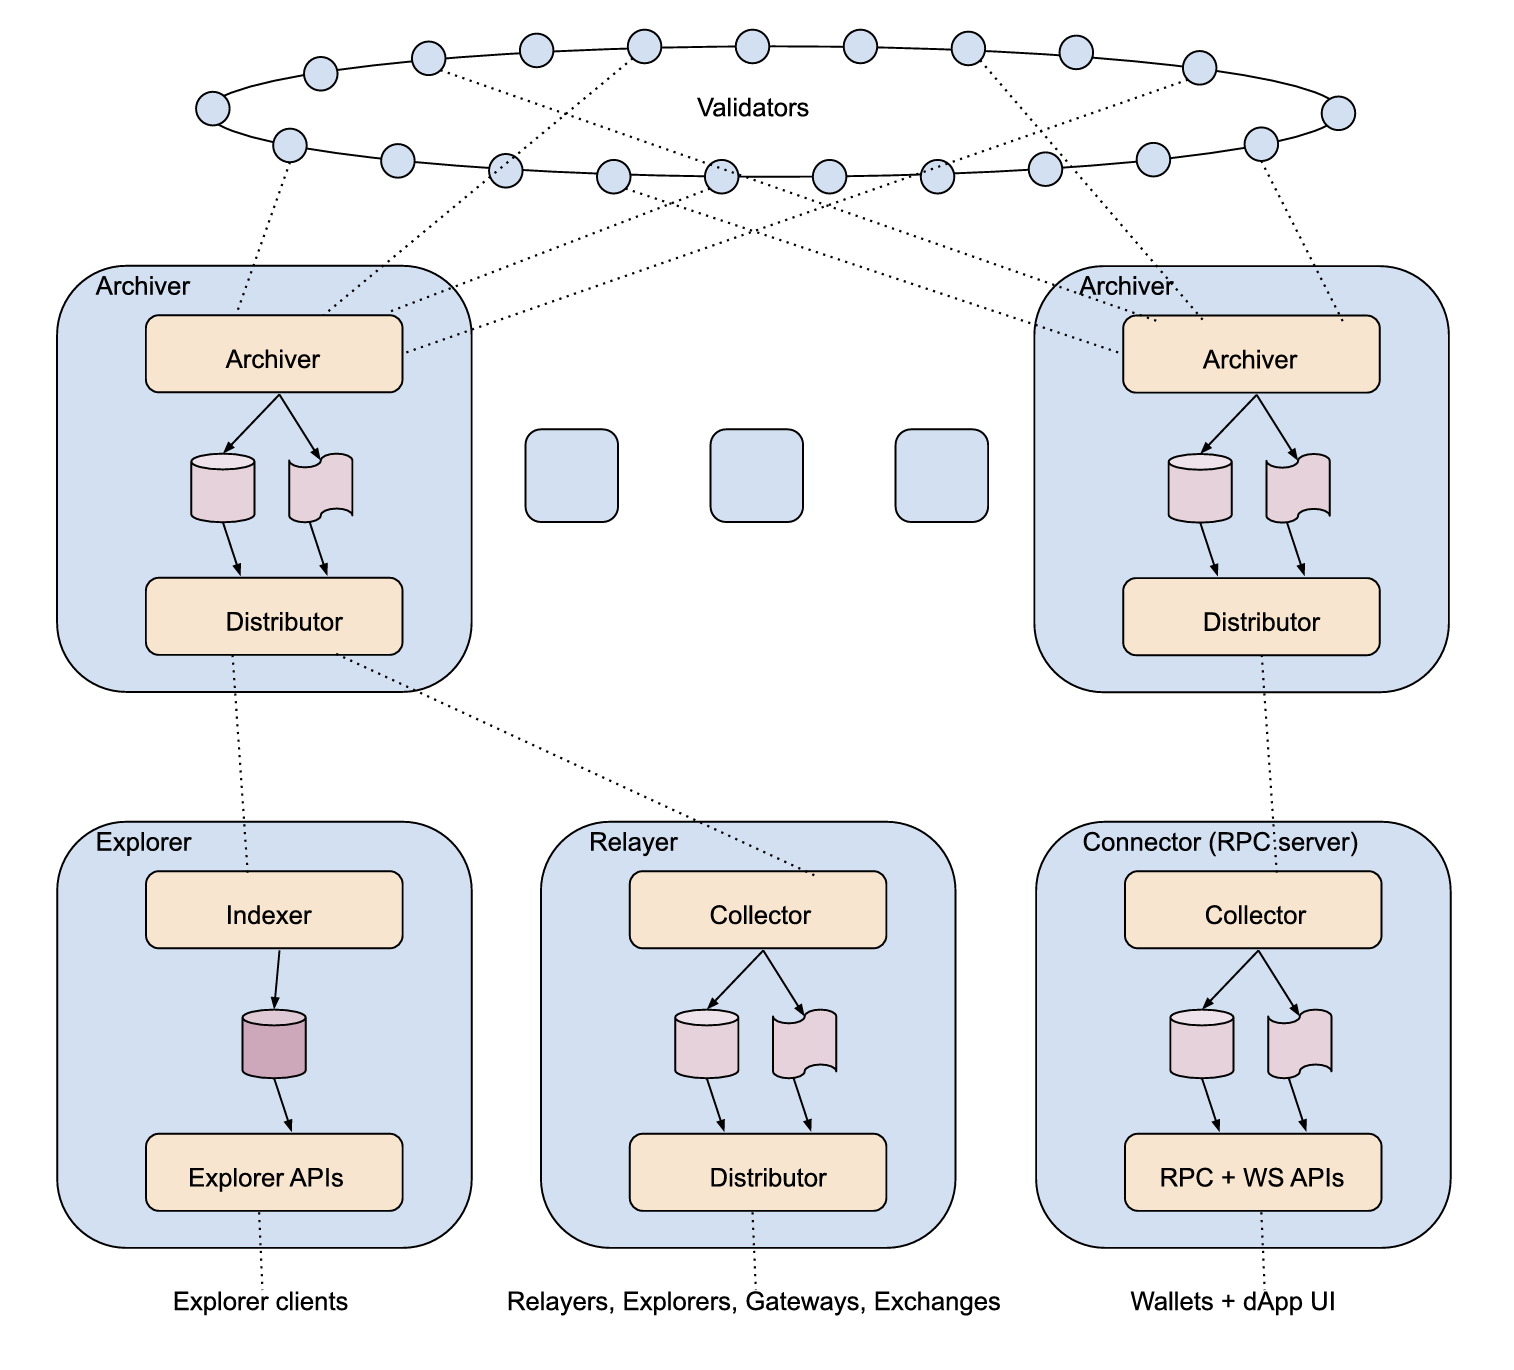 Validators
Archiver
Archiver
Archiver
Archiver
Distributor
Distributor
Explorer
Relayer
Connector (RPC server)
Indexer
Collector
Collector
Explorer APIs
Distributor
RPC + WS APIs
Explorer clients
Relayers, Explorers, Gateways, Exchanges
Wallets + dApp UI